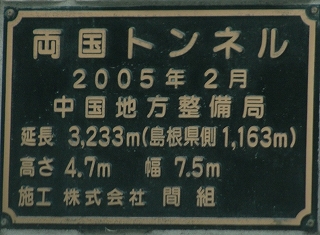 両国トンネル
2005年2月
中国地方整備局
延長 3,233m(島根県側1,163m)
高さ 4.7m 幅 7.5m
施工 株式会社 間組